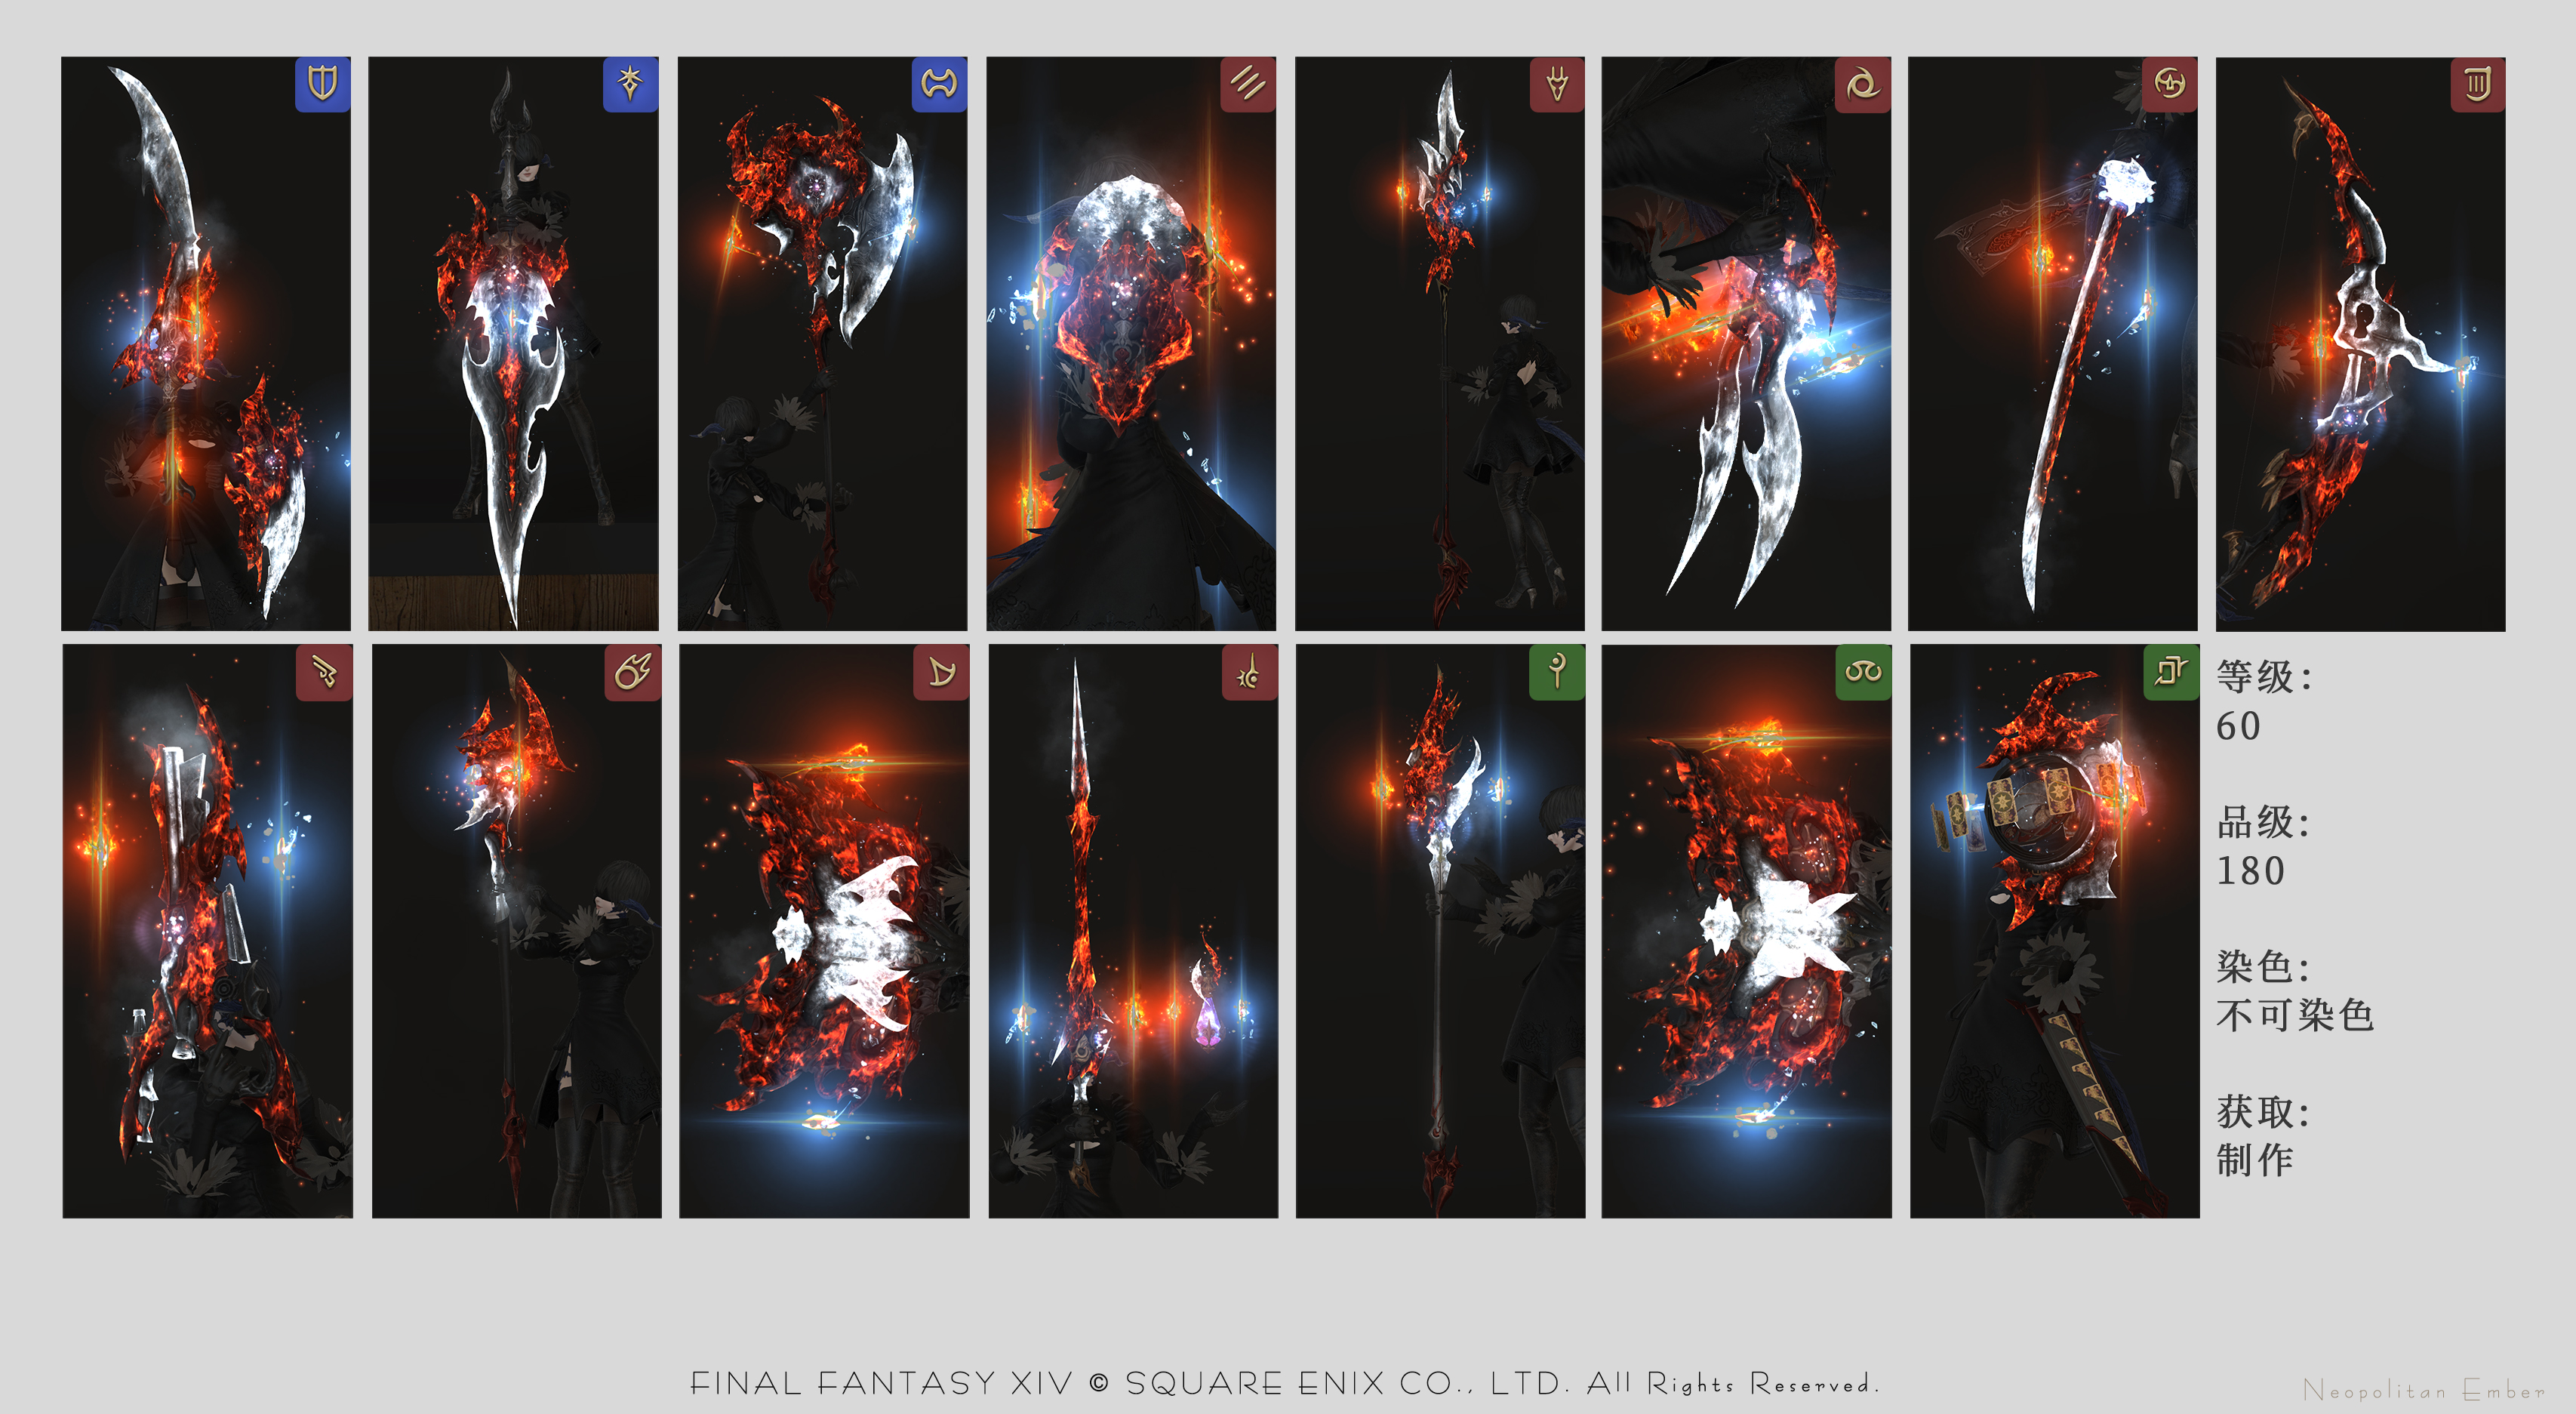 等级：
60
品级：
180
染色：
不可染色
获取：
制作
FINAL FANTASY XIV © SQUARE ENIX CO., LTD. All Rights Reserved.
Neopolitan Ember